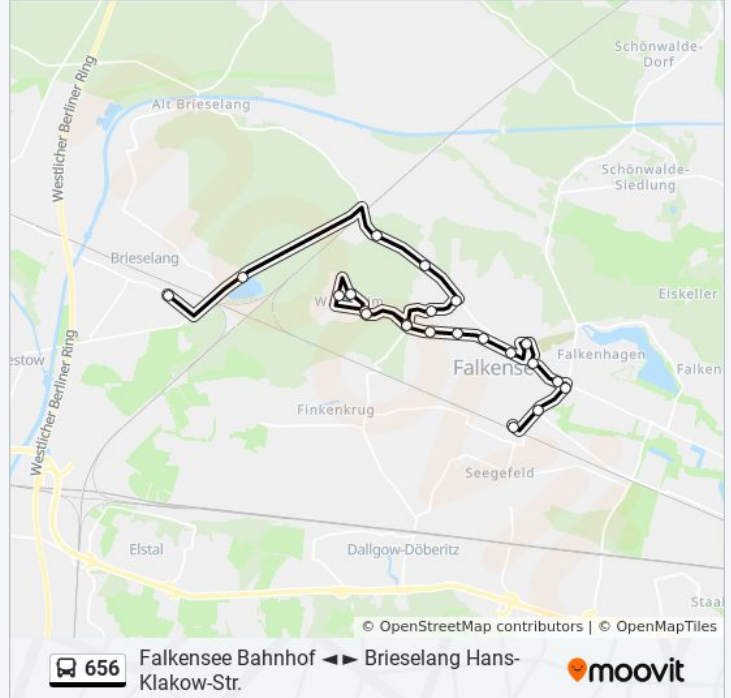 Schönwalde-
Dorf
Westlicher Berliner Ring
Alt Brieselang
Schönwalde-
Siedlung
Brieselang
Eiskeller
estow
Falkense
Falkenhagen
Falken
Westlicher Berliner Ring
Finkenkrug
Seegefeld
Elstal
Dallgow-Döberitz
Staa
© OpenStreetMap contributors | © OpenMapTiles
656
Falkensee Bahnhof ◄► Brieselang Hans-
Klakow-Str.
moovit